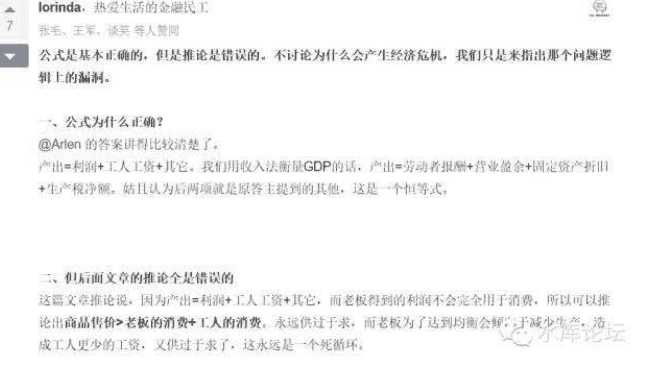 lorinda，热爱生活的金融民工
7
张毛、王军、谈笑 等人赞同
公式是基本正确的，但是推论是错误的。不讨论为什么会产生经济危机，我们只是来指出那个问题逻
辑上的漏洞。
一、公式为什么正确？
@Arlen 的答案讲得比较清楚了。
产出=利润+工人工资+其它。我们用收入法衡量GDP的话，产出=劳动者报酬+营业盈余+固定资产折旧
+生产税净额。姑且认为后两项就是原答主提到的其他，这是一个恒等式。
二、但后面文章的推论全是错误的
这篇文章推论说，因为产出=利润+工人工资+其它，而老板得到的利润不会完全用于消费，所以可以推
论出商品售价>老板的消费+工人的消费。永远供过于求，而老板为了达到均衡会倾于减少生产，造
成工人更少的工资，又供过于求了，这永远是一个死循环。
水库论坛